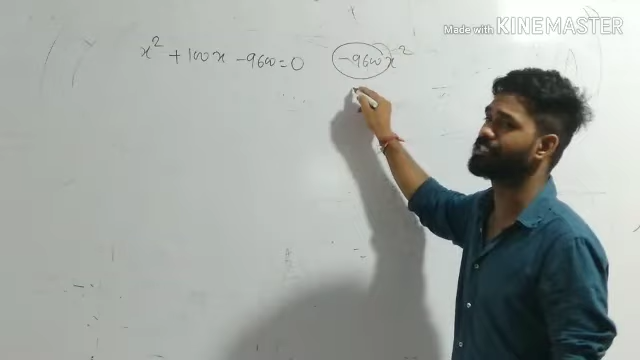 Made with KINEMASTER
x² + 100x - 9600 = 0
-9600x²